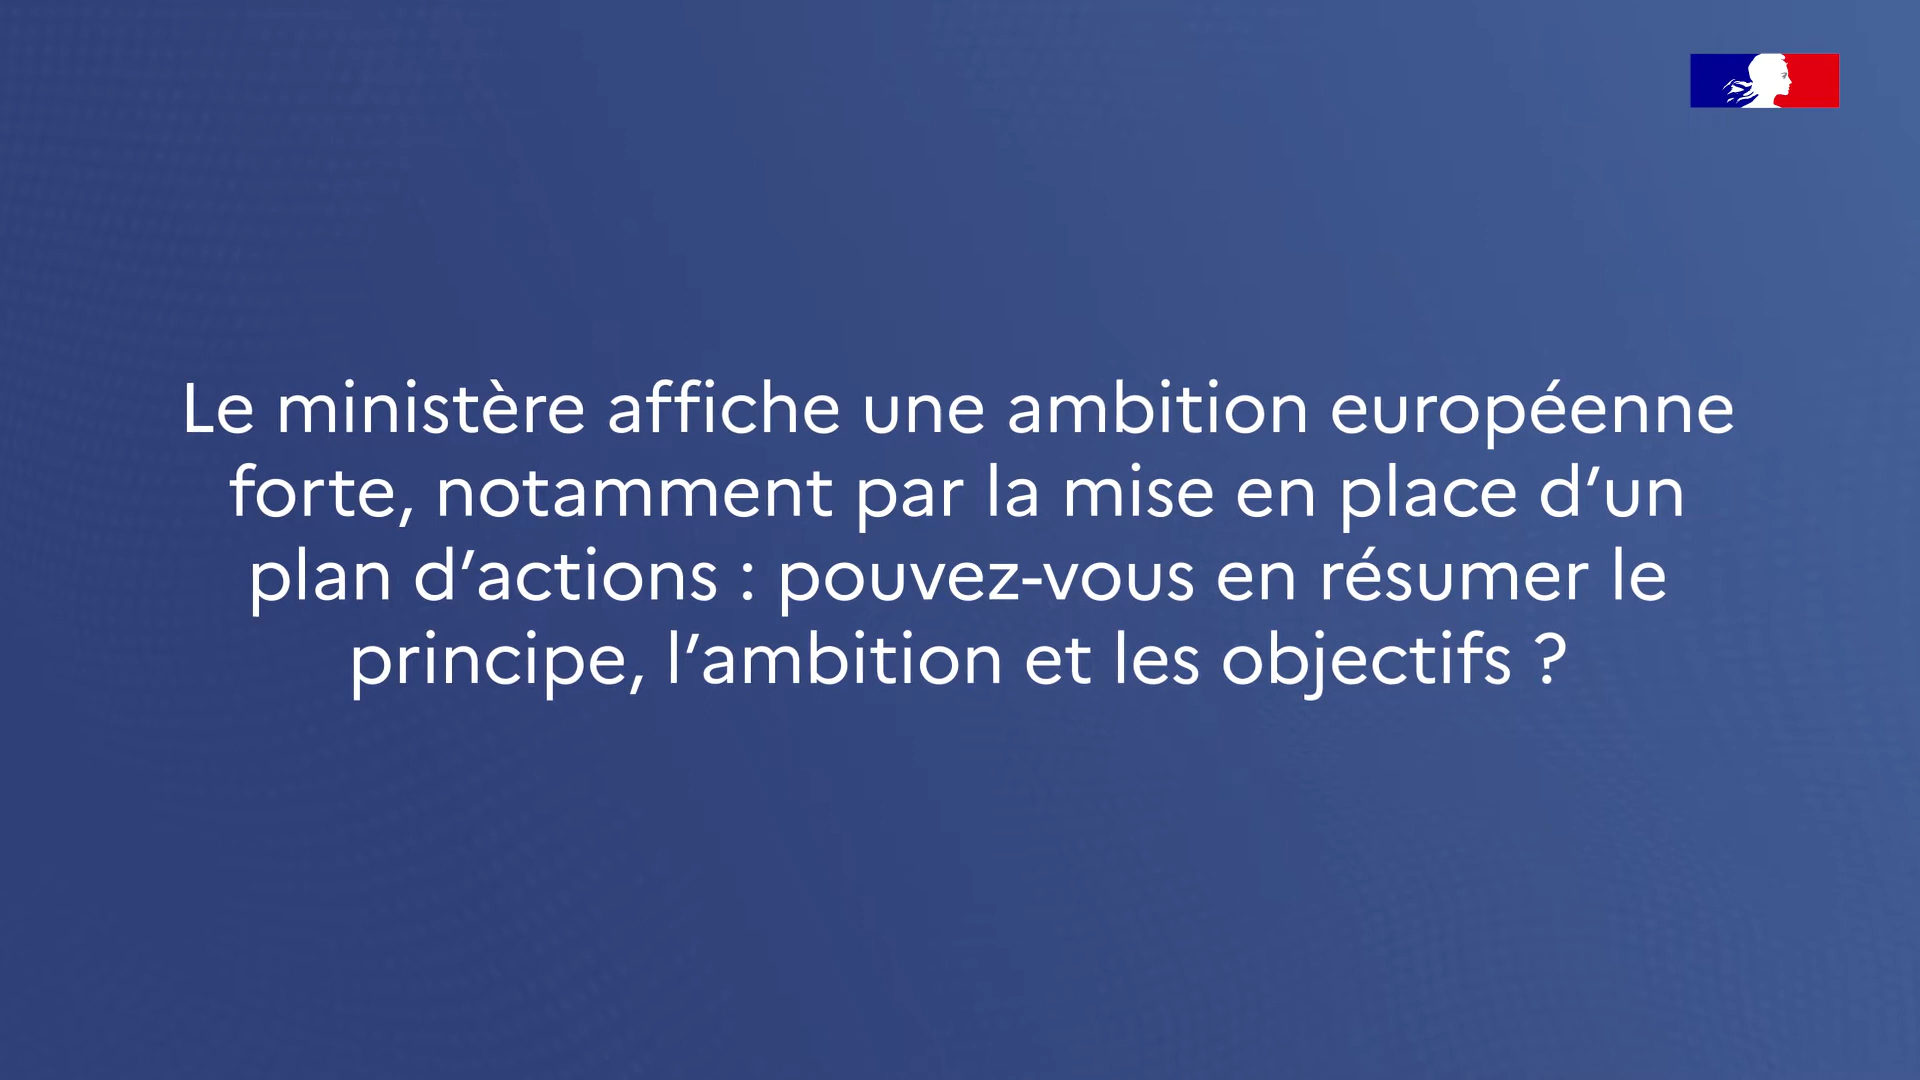 Le ministère affiche une ambition européenne
forte, notamment par la mise en place d’un
plan d’actions : pouvez-vous en résumer le
principe, l’ambition et les objectifs ?